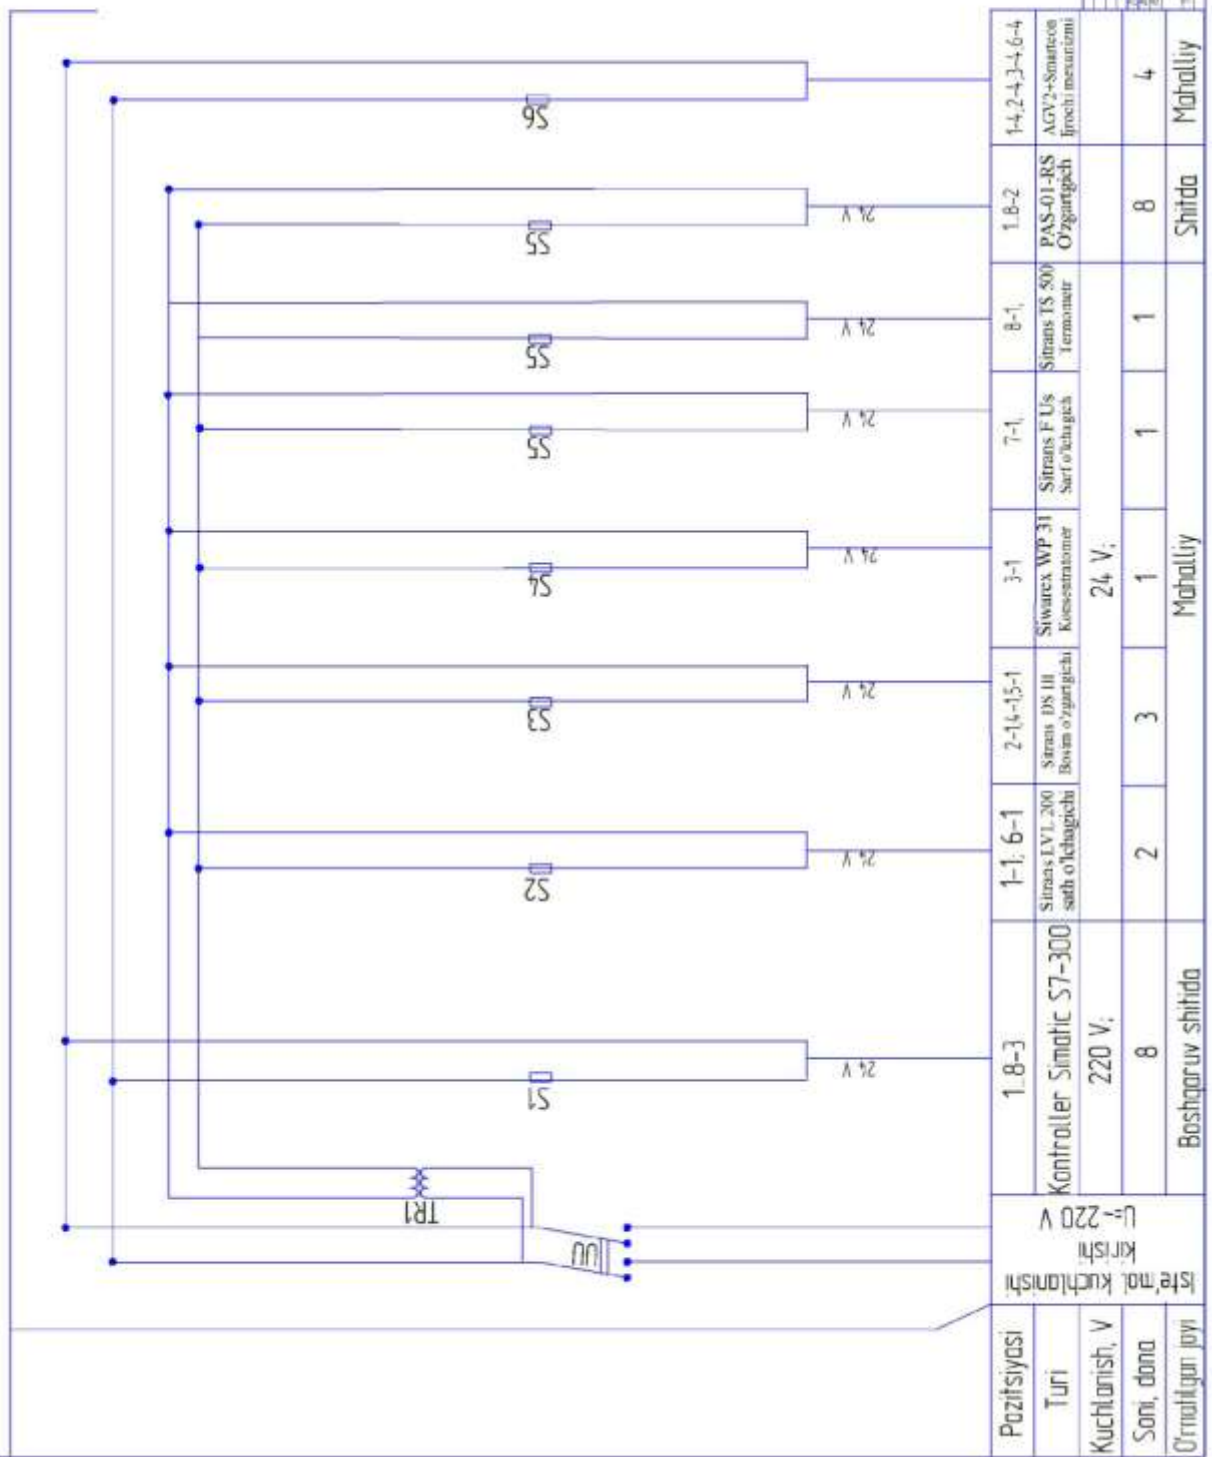 S6
S5
24 V
S5
24 V
S5
24 V
S4
24 V
S3
24 V
S2
24 V
S1
24 V
TR1
UU
Iste'mol kuchlanishi
kirishi
U=~220 V
Pozitsiyasi
1.8-3
1-1; 6-1
2-1,4-1,5-1
3-1
7-1,
8-1,
1.8-2
1-4,2-4,3-4,6-4
Turi
Kontroller Simatic S7-300
Sitrans LVL 200
sath o'lchagichi
Sitrans DS III
Bosim o'zgartgichi
Siwarex WP 31
Konsentratomer
Sitrans F Us
Sarf o'lchagich
Sitrans TS 500
Termometr
PAS-01-RS
O'zgartgich
AGV2+Smartcon
Ijrochi mexanizmi
Kuchlanish, V
220 V;
24 V;
Soni, dona
8
2
3
1
1
1
8
4
O'rnatilgan joyi
Boshqaruv shitida
Mahalliy
Shitda
Mahalliy